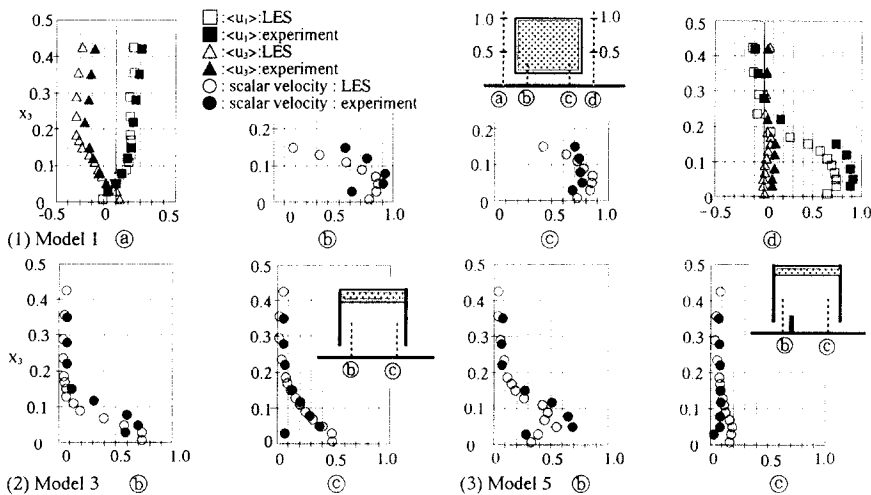 □ : <u₁>: LES
■ : <u₁>: experiment
△ : <u₃>: LES
▲ : <u₃>: experiment
○ : scalar velocity : LES
● : scalar velocity : experiment
0.5
0.4
0.3
X₃ 0.2
0.1
0
-0.5 0 0.5
(1) Model 1 ⓐ
0.2
0.1
0
0 0.5 1.0
ⓑ
1.0 1.0
0.5 0.5
ⓐ ⓑ ⓒ ⓓ
0.2
0.1
0
0 0.5 1.0
ⓒ
0.5
0.4
0.3
0.2
0.1
0
-0.5 0 0.5 1.0
ⓓ
0.5
0.4
0.3
X₃ 0.2
0.1
0
0 0.5 1.0
(2) Model 3 ⓑ
0.5
0.4
0.3
0.2
0.1
0
0 0.5 1.0
ⓒ
ⓑ ⓒ
0.5
0.4
0.3
0.2
0.1
0
0 0.5 1.0
(3) Model 5 ⓑ
0.5
0.4
0.3
0.2
0.1
0
0 0.5 1.0
ⓒ
ⓑ ⓒ